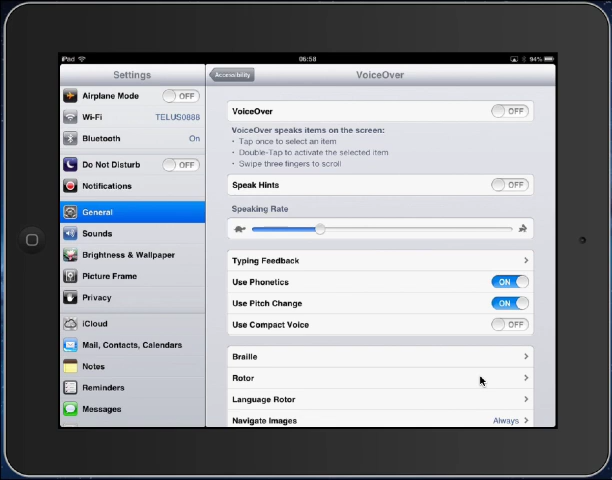 iPad 06:58 94%
Settings
Accessibility VoiceOver
Airplane Mode OFF
Wi-Fi TELUS0888
Bluetooth On
Do Not Disturb OFF
Notifications
General
Sounds
Brightness & Wallpaper
Picture Frame
Privacy
iCloud
Mail, Contacts, Calendars
Notes
Reminders
Messages
VoiceOver OFF
VoiceOver speaks items on the screen:
• Tap once to select an item
• Double-Tap to activate the selected item
• Swipe three fingers to scroll
Speak Hints OFF
Speaking Rate
Typing Feedback
Use Phonetics ON
Use Pitch Change ON
Use Compact Voice OFF
Braille
Rotor
Language Rotor
Navigate Images Always